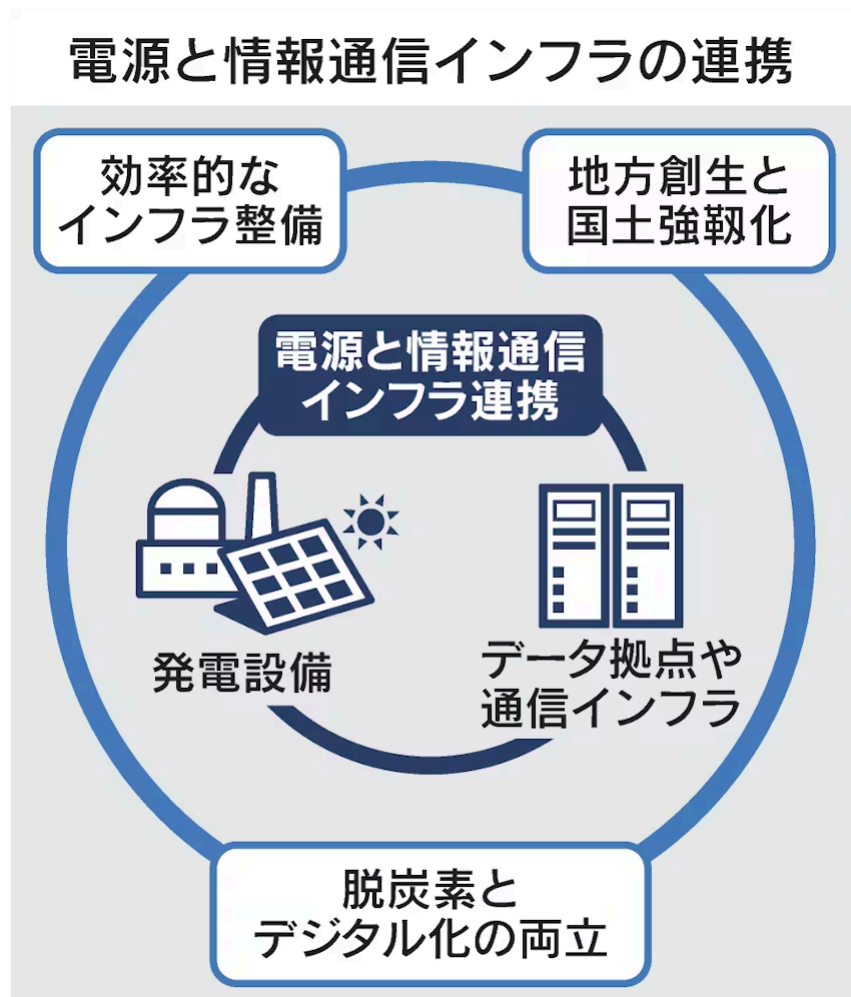 電源と情報通信インフラの連携
効率的な
インフラ整備
地方創生と
国土強靱化
電源と情報通信
インフラ連携
発電設備
データ拠点や
通信インフラ
脱炭素と
デジタル化の両立